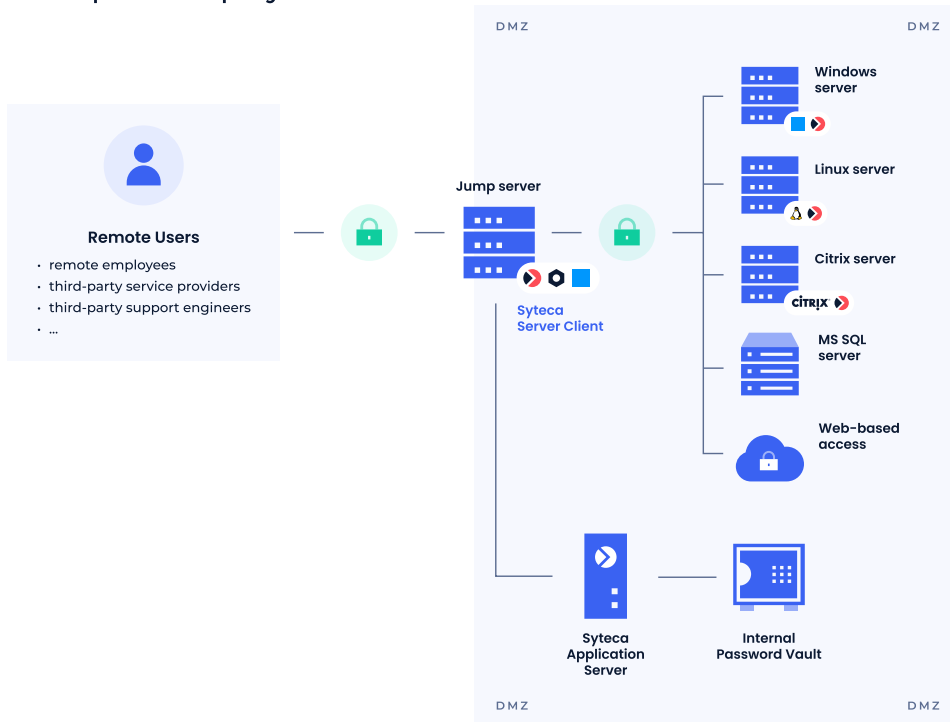 DMZ
DMZ
Windows
server
Linux server
Jump server
Remote Users
· remote employees
· third-party service providers
· third-party support engineers
· ...
Citrix server
CİTRIX
Syteca
Server Client
MS SQL
server
Web-based
access
Syteca
Application
Server
Internal
Password Vault
DMZ
DMZ